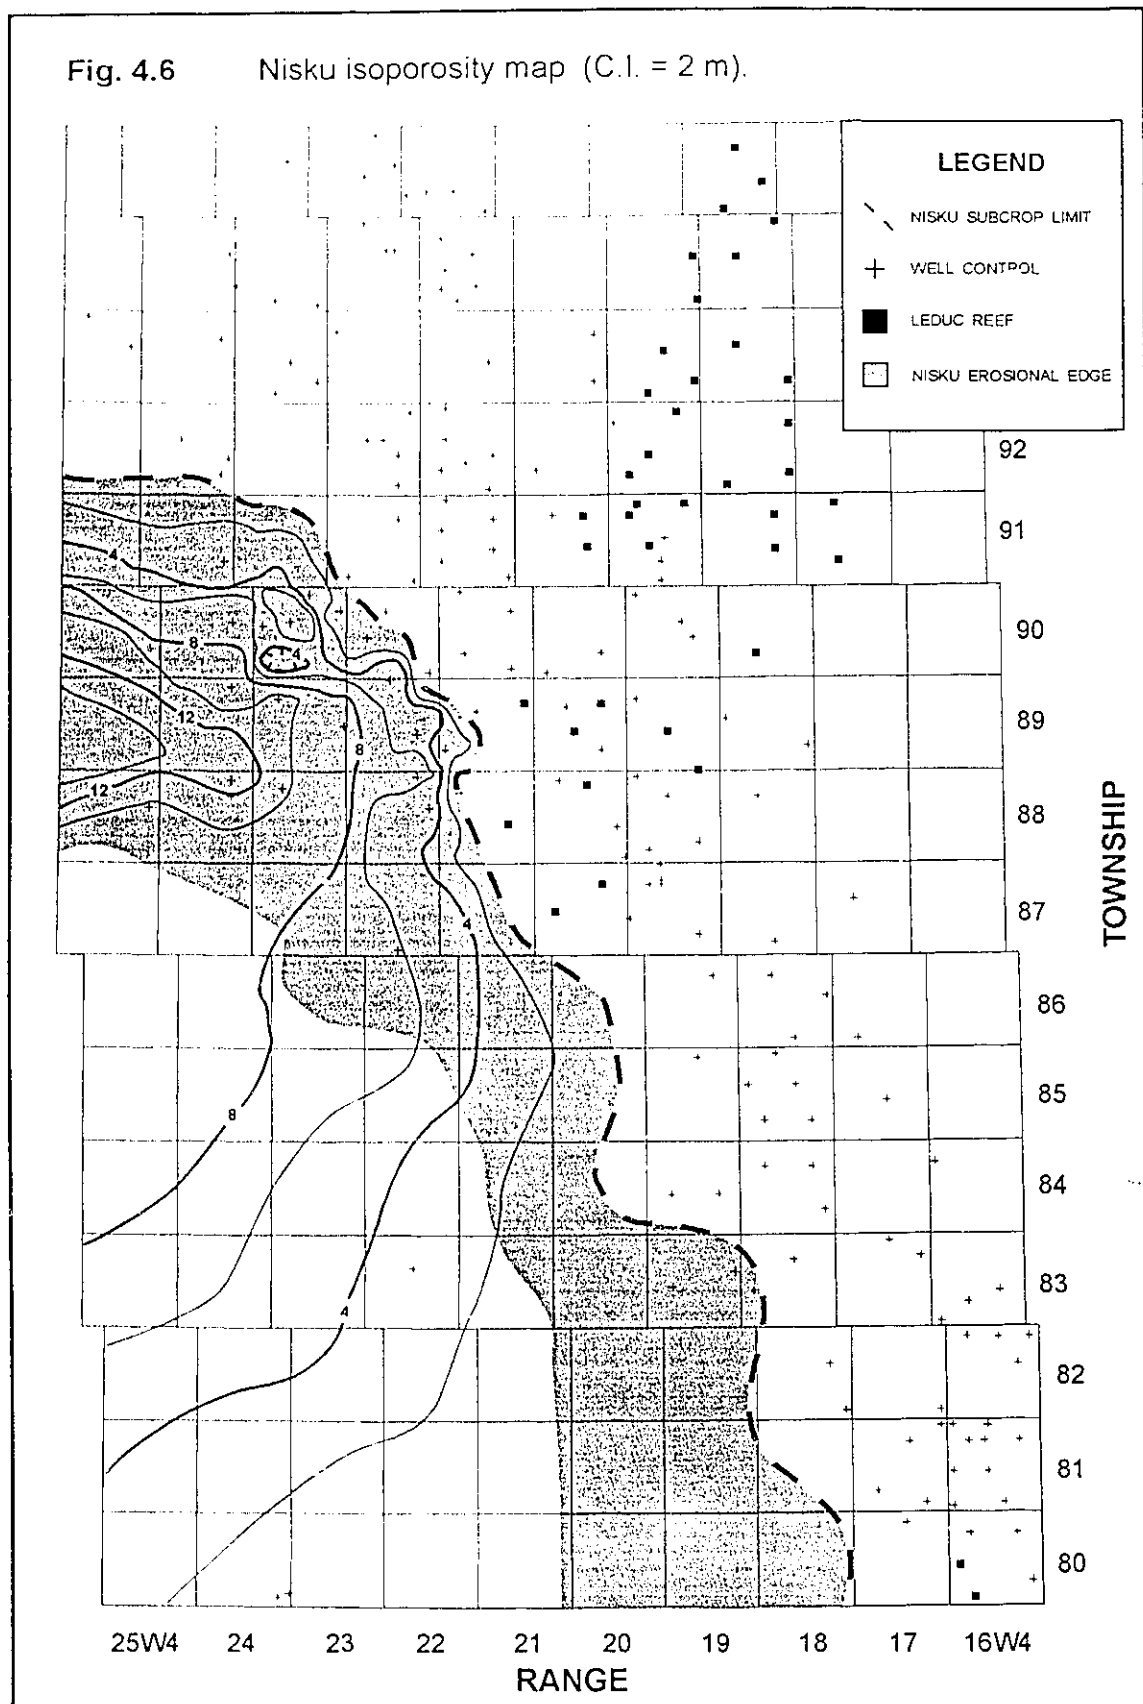 Fig. 4.6 Nisku isoporosity map (C.I. = 2 m).
LEGEND
NISKU SUBCROP LIMIT
WELL CONTROL
LEDUC REEF
NISKU EROSIONAL EDGE
92
91
90
89
88
87
86
85
84
83
82
81
80
TOWNSHIP
4
8
4
12
8
12
4
8
4
25W4 24 23 22 21 20 19 18 17 16W4
RANGE